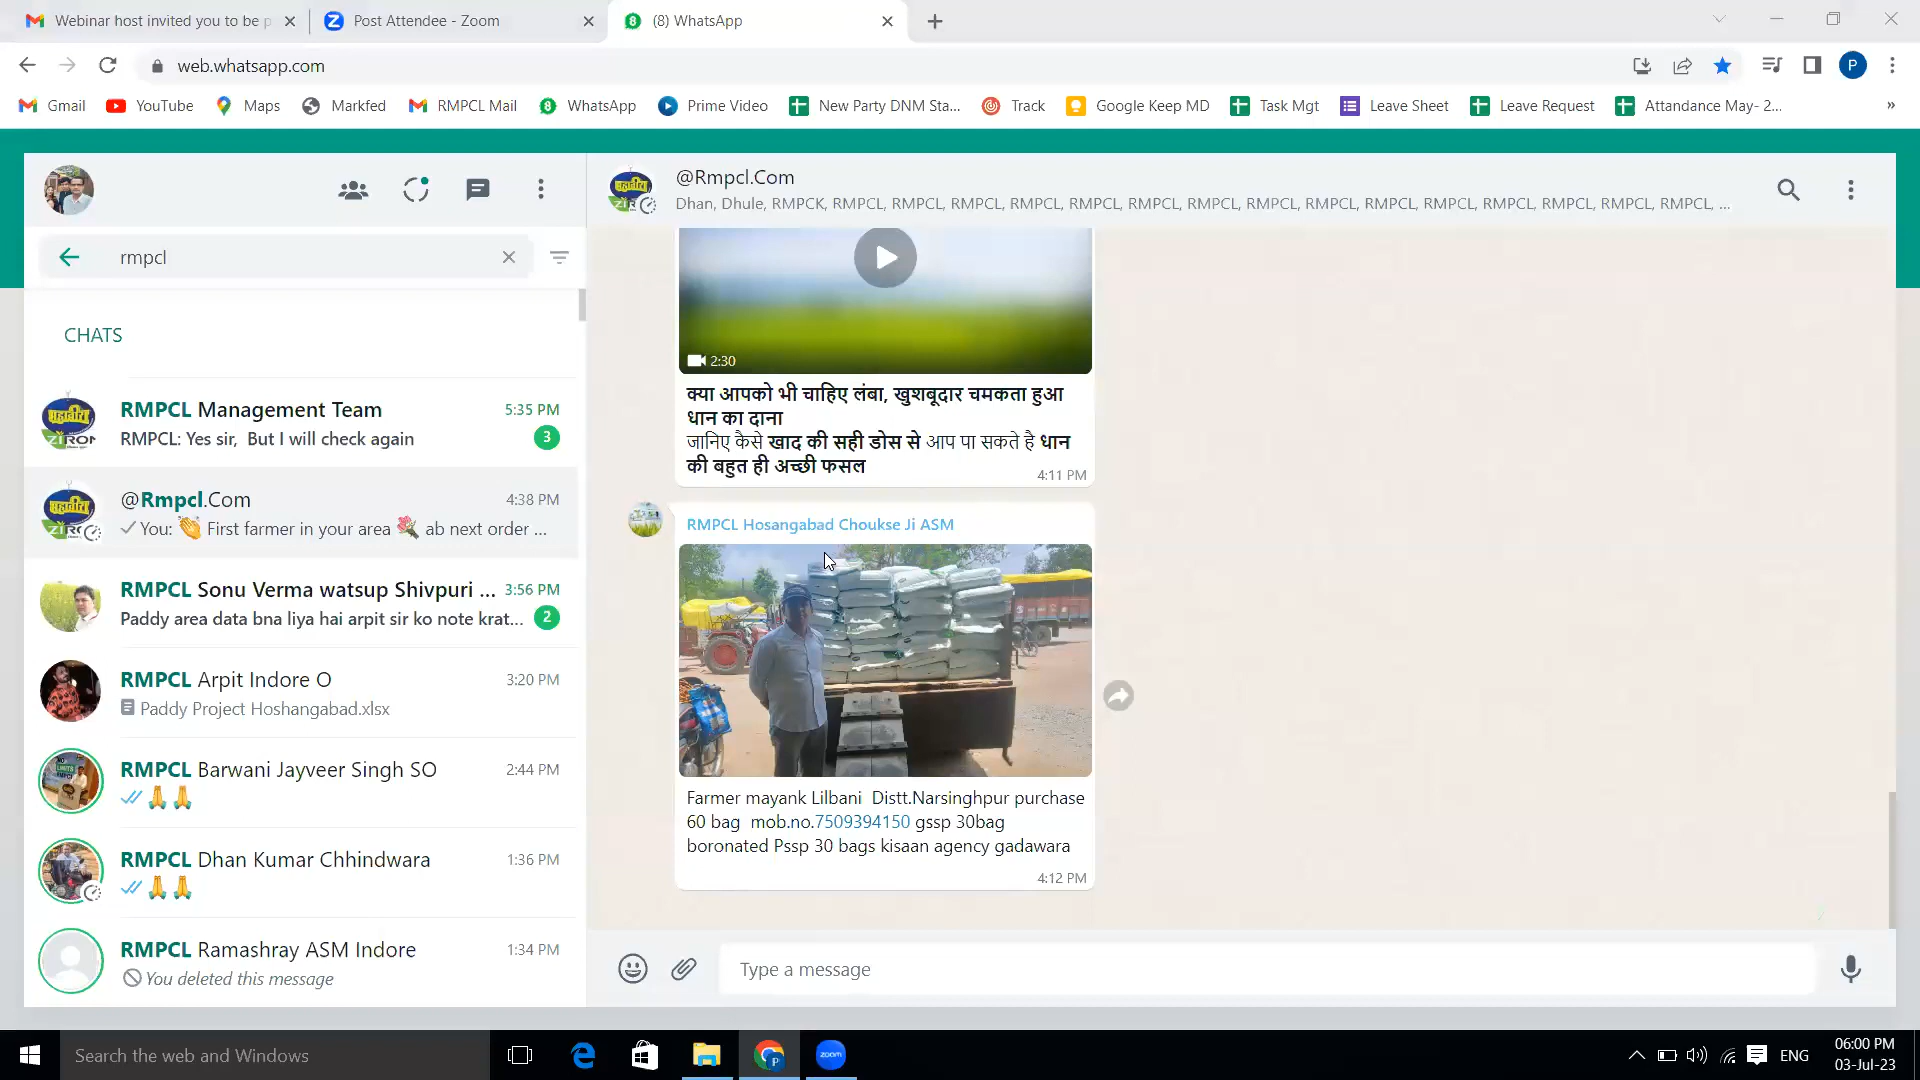 Webinar host invited you to be p
Post Attendee - Zoom
(8) WhatsApp
web.whatsapp.com
P
Gmail
YouTube
Maps
Markfed
RMPCL Mail
WhatsApp
Prime Video
New Party DNM Sta...
Track
Google Keep MD
Task Mgt
Leave Sheet
Leave Request
Attandance May- 2...
»
rmpcl
CHATS
RMPCL Management Team
5:35 PM
RMPCL: Yes sir, But I will check again
3
@Rmpcl.Com
4:38 PM
You: 👏 First farmer in your area 💐 ab next order ...
RMPCL Sonu Verma watsup Shivpuri ...
3:56 PM
Paddy area data bna liya hai arpit sir ko note krat...
2
RMPCL Arpit Indore O
3:20 PM
Paddy Project Hoshangabad.xlsx
RMPCL Barwani Jayveer Singh SO
2:44 PM
🙏🙏
RMPCL Dhan Kumar Chhindwara
1:36 PM
🙏🙏
RMPCL Ramashray ASM Indore
1:34 PM
You deleted this message
@Rmpcl.Com
Dhan, Dhule, RMPCK, RMPCL, RMPCL, RMPCL, RMPCL, RMPCL, RMPCL, RMPCL, RMPCL, RMPCL, RMPCL, RMPCL, RMPCL, RMPCL, RMPCL, ...
2:30
क्या आपको भी चाहिए लंबा, खुशबूदार चमकता हुआ
धान का दाना
जानिए कैसे खाद की सही डोस से आप पा सकते है धान
की बहुत ही अच्छी फसल
4:11 PM
RMPCL Hosangabad Choukse Ji ASM
Farmer mayank Lilbani Distt.Narsinghpur purchase
60 bag mob.no.7509394150 gssp 30bag
boronated Pssp 30 bags kisaan agency gadawara
4:12 PM
Type a message
Search the web and Windows
zoom
ENG
06:00 PM
03-Jul-23